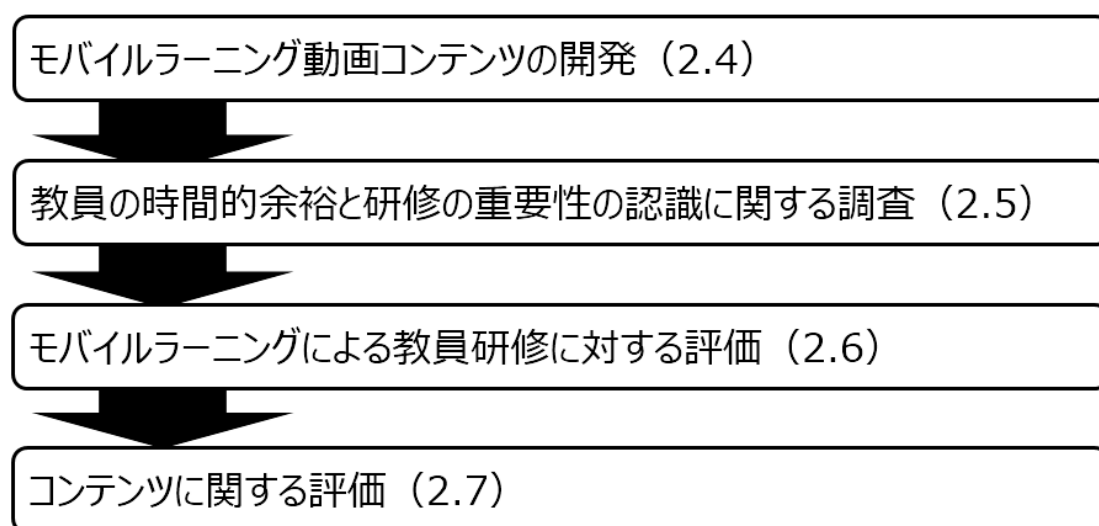 モバイルラーニング動画コンテンツの開発（2.4）
教員の時間的余裕と研修の重要性の認識に関する調査（2.5）
モバイルラーニングによる教員研修に対する評価（2.6）
コンテンツに関する評価（2.7）